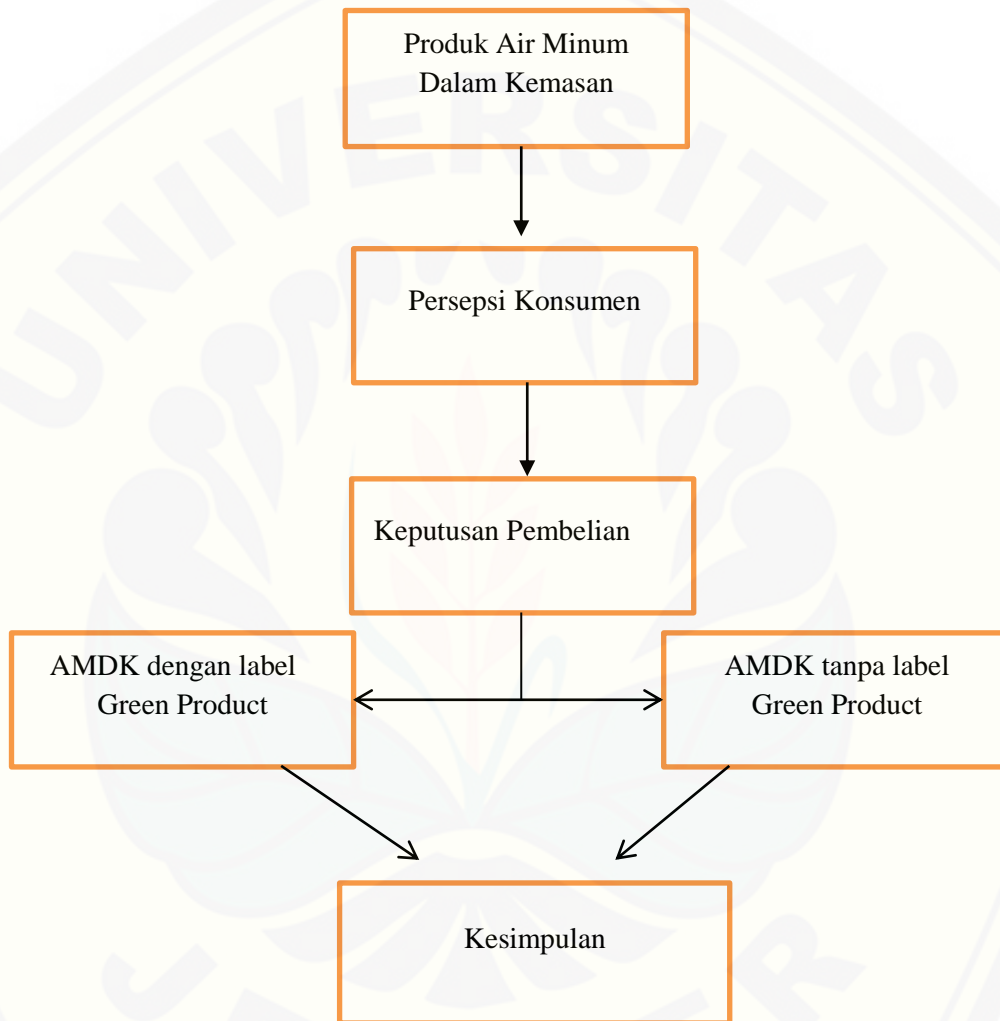 UNIVERSITAS
Produk Air Minum
Dalam Kemasan
Persepsi Konsumen
Keputusan Pembelian
AMDK dengan label
Green Product
AMDK tanpa label
Green Product
Kesimpulan